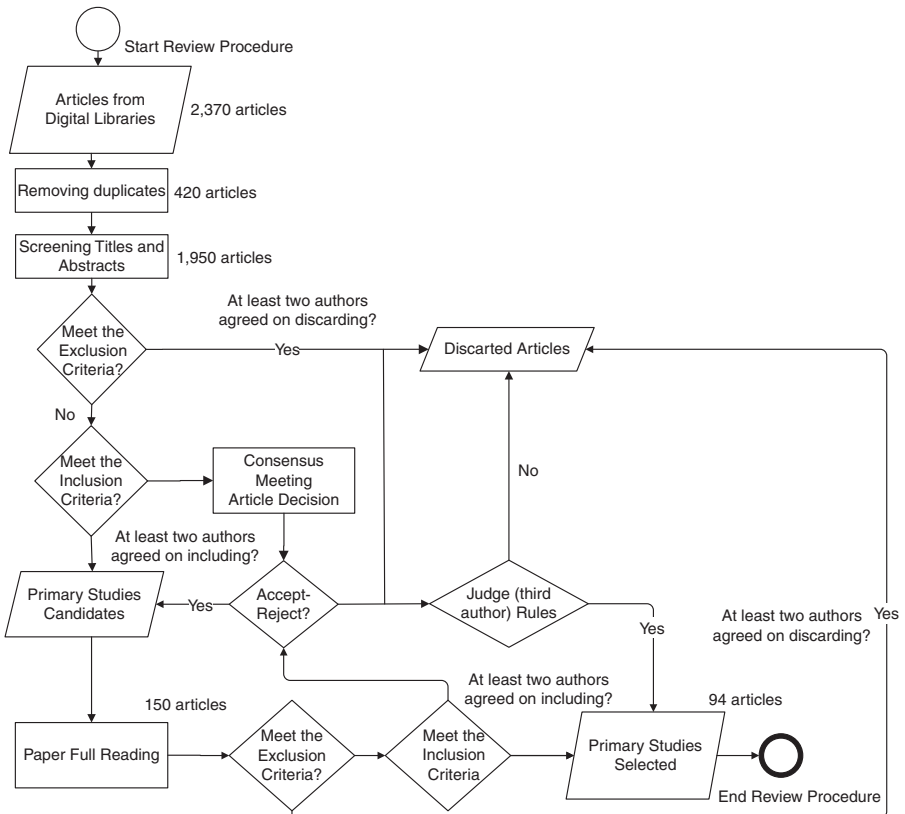 Start Review Procedure
Articles from
Digital Libraries
2,370 articles
Removing duplicates
420 articles
Screening Titles and
Abstracts
1,950 articles
At least two authors
agreed on discarding?
Meet the
Exclusion
Criteria?
Yes
Discarted Articles
No
Meet the
Inclusion
Criteria?
Consensus
Meeting
Article Decision
No
At least two authors
agreed on including?
Primary Studies
Candidates
Yes
Accept-
Reject?
Judge (third
author) Rules
Yes
At least two authors
agreed on discarding?
Yes
At least two authors
agreed on including?
150 articles
94 articles
Paper Full Reading
Meet the
Exclusion
Criteria?
Meet the
Inclusion
Criteria
Primary Studies
Selected
End Review Procedure